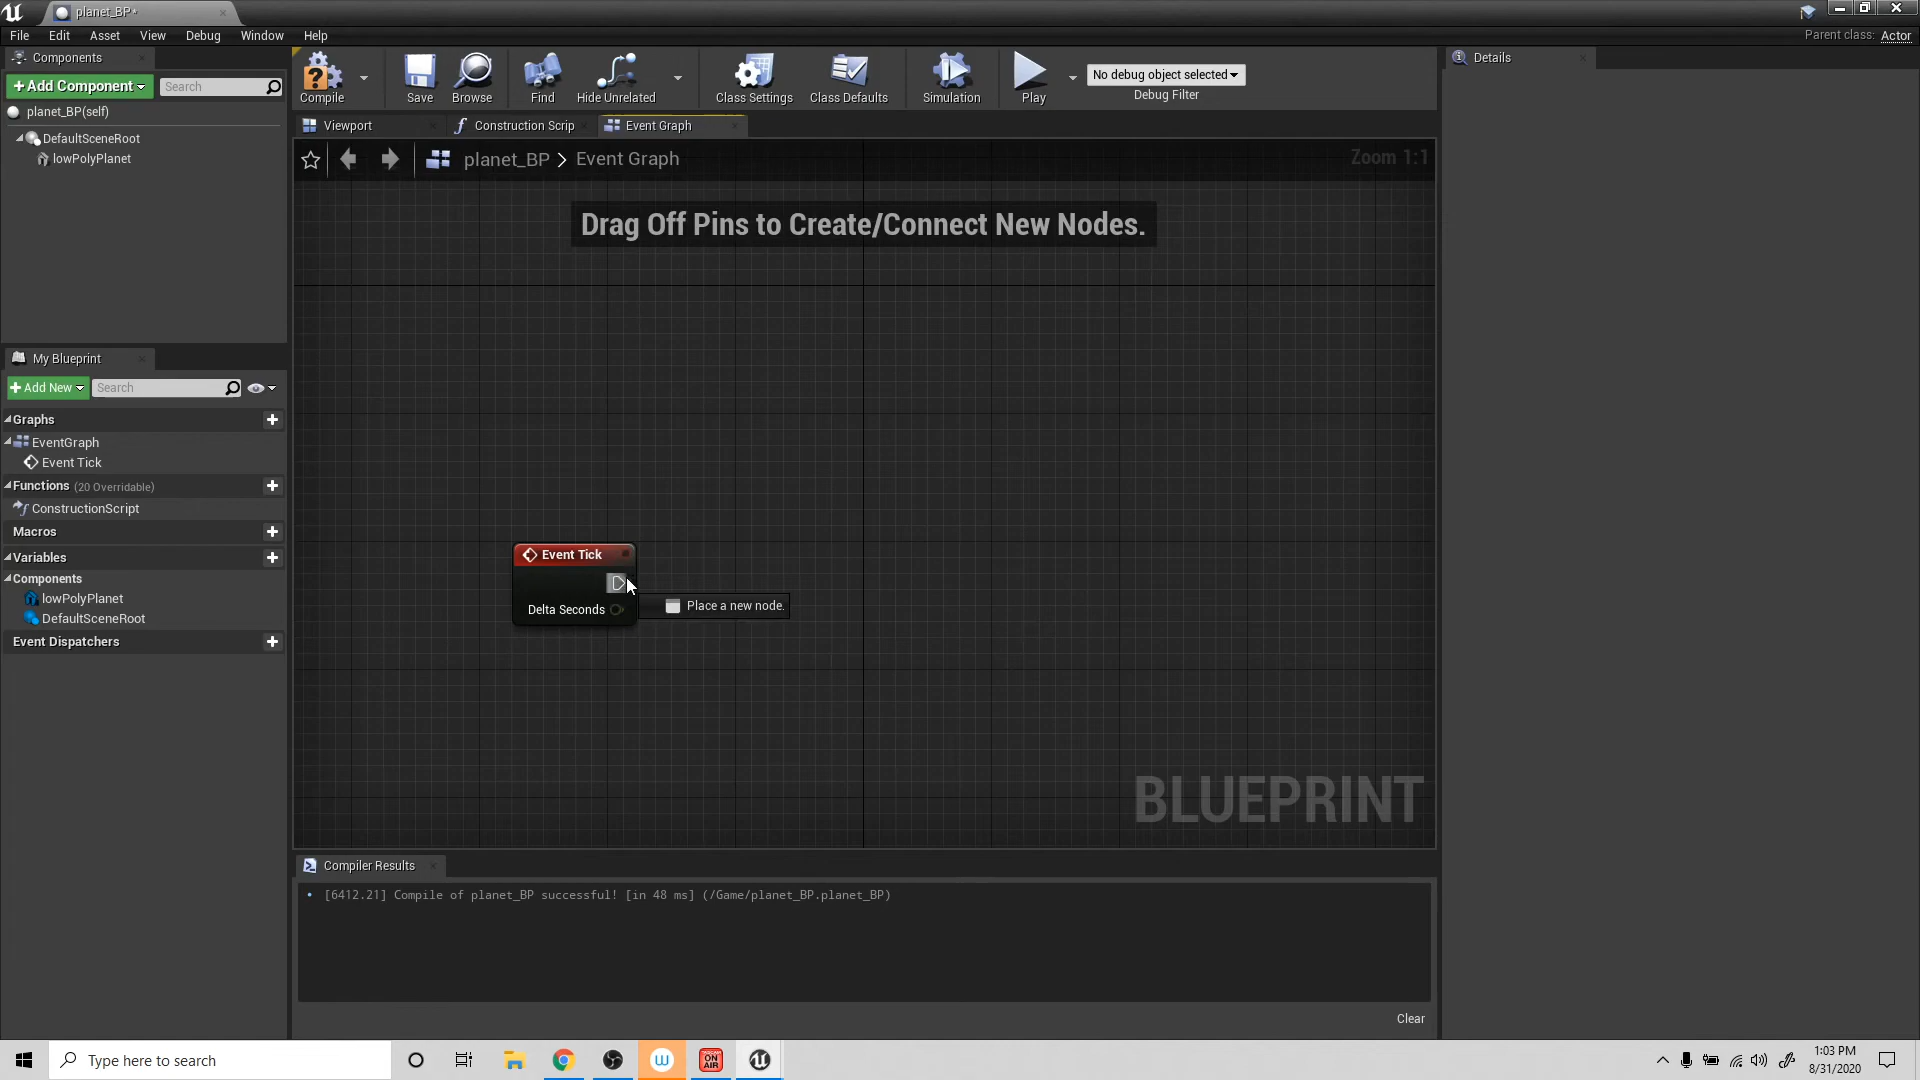 planet_BP*
File Edit Asset View Debug Window Help
Parent class: Actor
Components
+Add Component
Search
planet_BP(self)
DefaultSceneRoot
lowPolyPlanet
Compile
Save
Browse
Find
Hide Unrelated
Class Settings
Class Defaults
Simulation
Play
No debug object selected
Debug Filter
Details
Viewport
Construction Scrip
Event Graph
planet_BP > Event Graph
Zoom 1:1
Drag Off Pins to Create/Connect New Nodes.
Event Tick
Delta Seconds
Place a new node.
BLUEPRINT
My Blueprint
+Add New
Search
Graphs
EventGraph
Event Tick
Functions (20 Overridable)
ConstructionScript
Macros
Variables
Components
lowPolyPlanet
DefaultSceneRoot
Event Dispatchers
Compiler Results
[6412.21] Compile of planet_BP successful! [in 48 ms] (/Game/planet_BP.planet_BP)
Clear
Type here to search
ON AIR
1:03 PM
8/31/2020